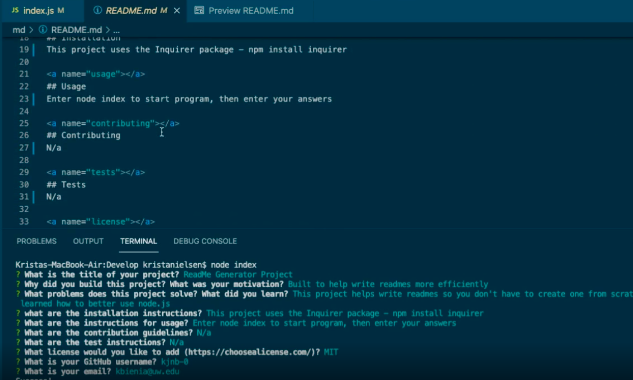 JS index.js M README.md M × Preview README.md
md > README.md > ...
18 ## Installation
19 This project uses the Inquirer package - npm install inquirer
20
21 <a name="usage"></a>
22 ## Usage
23 Enter node index to start program, then enter your answers
24
25 <a name="contributing"></a>
26 ## Contributing
27 N/a
28
29 <a name="tests"></a>
30 ## Tests
31 N/a
32
33 <a name="license"></a>
PROBLEMS OUTPUT TERMINAL DEBUG CONSOLE
Kristas-MacBook-Air:Develop kristanielsen$ node index
? What is the title of your project? ReadMe Generator Project
? Why did you build this project? What was your motivation? Built to help write readmes more efficiently
? What problems does this project solve? What did you learn? This project helps write readmes so you don't have to create one from scrat
learned how to better use node.js
? what are the installation instructions? This project uses the Inquirer package - npm install inquirer
? what are the instructions for usage? Enter node index to start program, then enter your answers
? What are the contribution guidelines? N/a
? What are the test instructions? N/a
? What license would you like to add (https://choosealicense.com/)? MIT
? What is your GitHub username? kjnb-0
? What is your email? kbienia@uw.edu